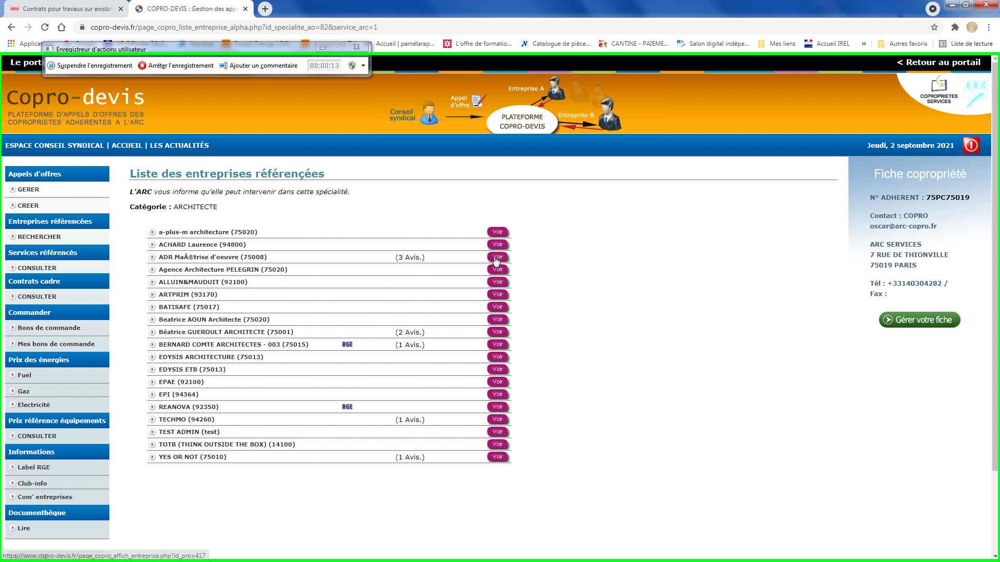 Contrats pour travaux sur existan
COPRO-DEVIS : Gestion des appe
copro-devis.fr/page_copro_liste_entreprise_alpha.php?id_specialite_ao=82&service_arc=1
Accueil | pamélarap...
L'offre de formatio...
Catalogue de pièce...
CANTINE - PAIEME...
Salon digital indépe...
Mes liens
Accueil IREL
»
Autres favoris
Liste de lecture
Enregistreur d'actions utilisateur
Suspendre l'enregistrement
Arrêter l'enregistrement
Ajouter un commentaire
00:00:13
Le port
< Retour au portail
Copro-devis
PLATEFORME D'APPELS D'OFFRES DES
COPROPRIETES ADHERENTES A L'ARC
Conseil
syndical
Appel
d'offre
Entreprise A
PLATEFORME
COPRO-DEVIS
Entreprise B
COPROPRIETES
SERVICES
ARC
ESPACE CONSEIL SYNDICAL | ACCUEIL | LES ACTUALITÉS
Jeudi, 2 septembre 2021
Appels d'offres
GERER
CREER
Entreprises référencées
RECHERCHER
Services référencés
CONSULTER
Contrats cadre
CONSULTER
Commander
Bons de commande
Mes bons de commande
Prix des énergies
Fuel
Gaz
Electricité
Prix référence équipements
CONSULTER
Informations
Label RGE
Club-info
Com' entreprises
Documenthèque
Lire
Liste des entreprises référençées
L'ARC vous informe qu'elle peut intervenir dans cette spécialité.
Catégorie : ARCHITECTE
a-plus-m architecture (75020) Voir
ACHARD Laurence (94800) Voir
ADR MaÃ®trise d'oeuvre (75008) (3 Avis.) Voir
Agence Architecture PELEGRIN (75020) Voir
ALLUIN&MAUDUIT (92100) Voir
ARTPRIM (93170) Voir
BATISAFE (75017) Voir
Beatrice AOUN Architecte (75020) Voir
Béatrice GUEROULT ARCHITECTE (75001) (2 Avis.) Voir
BERNARD COMTE ARCHITECTES - 003 (75015) RGE (1 Avis.) Voir
EDYSIS ARCHITECTURE (75013) Voir
EDYSIS ETB (75013) Voir
EPAE (92100) Voir
EPI (94364) Voir
REANOVA (92350) RGE Voir
TECHMO (94260) (1 Avis.) Voir
TEST ADMIN (test) Voir
TOTB (THINK OUTSIDE THE BOX) (14100) Voir
YES OR NOT (75010) (1 Avis.) Voir
Fiche copropriété
N° ADHERENT : 75PC75019
Contact : COPRO
oscar@arc-copro.fr
ARC SERVICES
7 RUE DE THIONVILLE
75019 PARIS
Tél : +33140304282 /
Fax :
Gérer votre fiche
https://www.copro-devis.fr/page_copro_affich_entreprise.php?id_pro=417